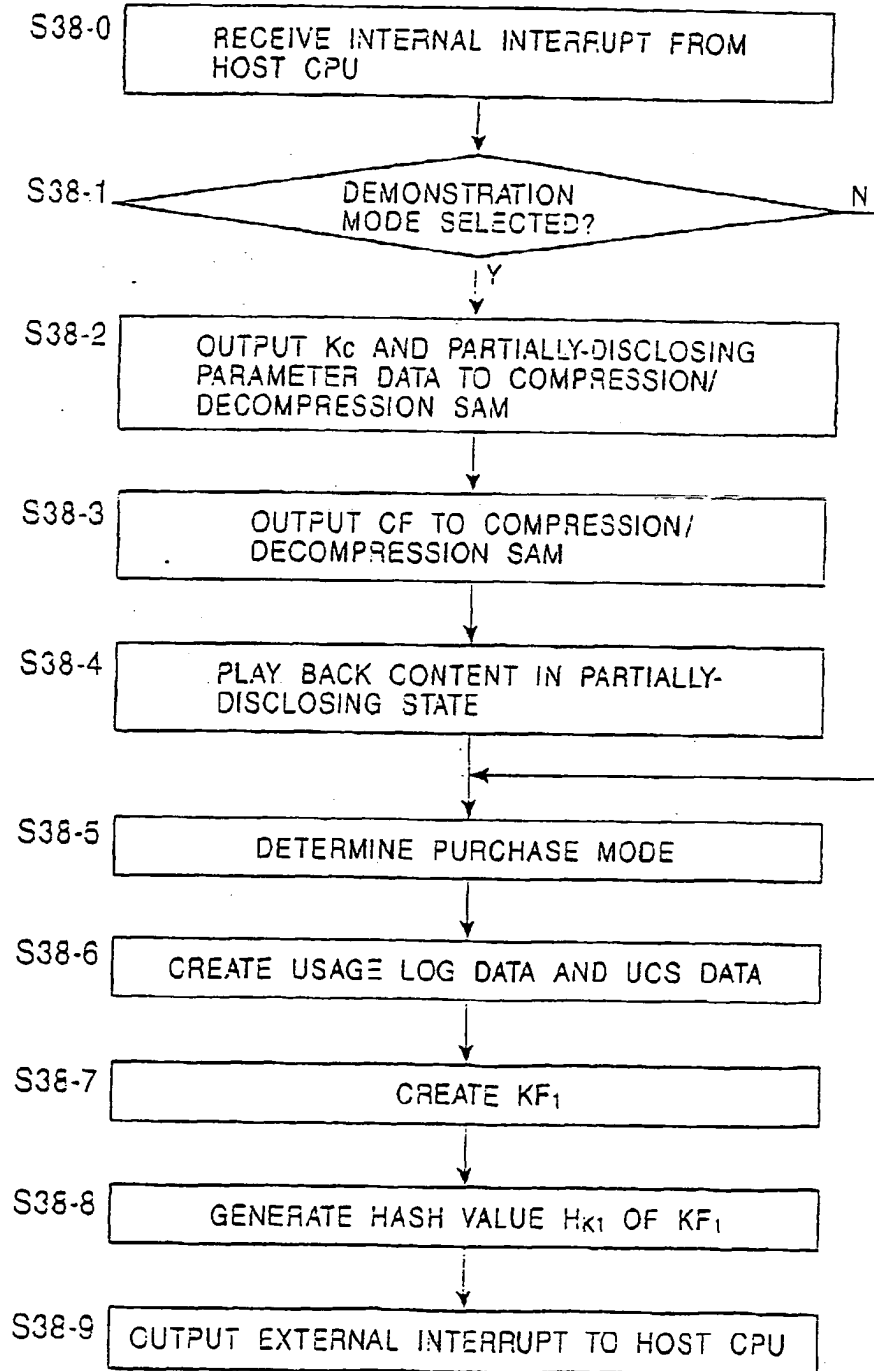 S38-0
RECEIVE INTERNAL INTERRUPT FROM
HOST CPU
S38-1
DEMONSTRATION
MODE SELECTED?
N
Y
S38-2
OUTPUT Kc AND PARTIALLY-DISCLOSING
PARAMETER DATA TO COMPRESSION/
DECOMPRESSION SAM
S38-3
OUTPUT CF TO COMPRESSION/
DECOMPRESSION SAM
S38-4
PLAY BACK CONTENT IN PARTIALLY-
DISCLOSING STATE
S38-5
DETERMINE PURCHASE MODE
S38-6
CREATE USAGE LOG DATA AND UCS DATA
S38-7
CREATE KF1
S38-8
GENERATE HASH VALUE HK1 OF KF1
S38-9
OUTPUT EXTERNAL INTERRUPT TO HOST CPU